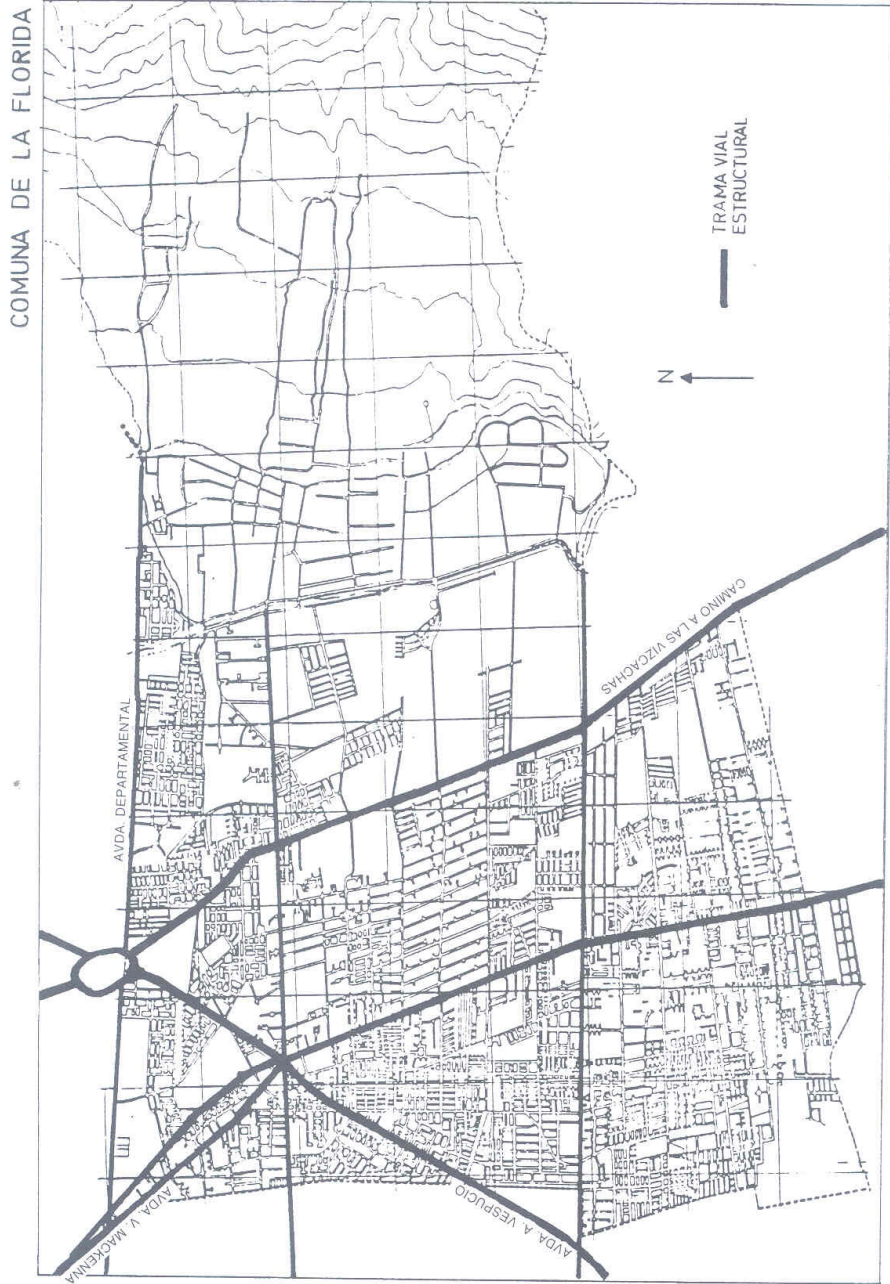 COMUNA DE LA FLORIDA
AVDA. DEPARTAMENTAL
AVDA. V. MACKENNA
AVDA. A. VESPUCIO
CAMINO A LAS VIZCACHAS
N
TRAMA VIAL
ESTRUCTURAL